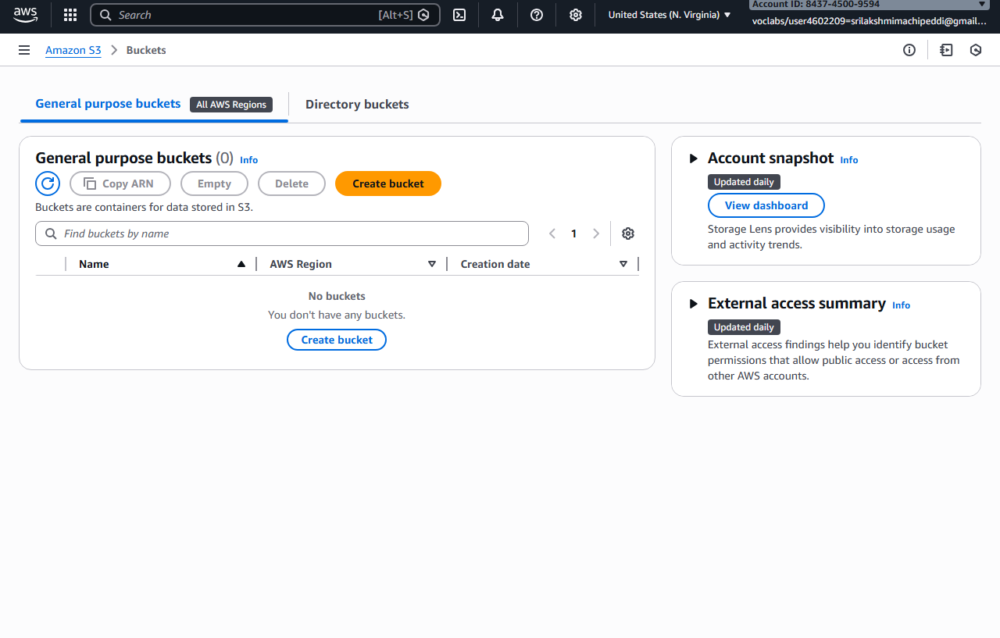 aws
Search [Alt+S]
United States (N. Virginia)
Account ID: 8437-4500-9594
voclabs/user4602209=srilakshmimachipeddi@gmail...
Amazon S3 > Buckets
General purpose buckets All AWS Regions
Directory buckets
General purpose buckets (0) Info
Copy ARN
Empty
Delete
Create bucket
Buckets are containers for data stored in S3.
Find buckets by name
1
Name
AWS Region
Creation date
No buckets
You don't have any buckets.
Create bucket
Account snapshot Info
Updated daily
View dashboard
Storage Lens provides visibility into storage usage
and activity trends.
External access summary Info
Updated daily
External access findings help you identify bucket
permissions that allow public access or access from
other AWS accounts.